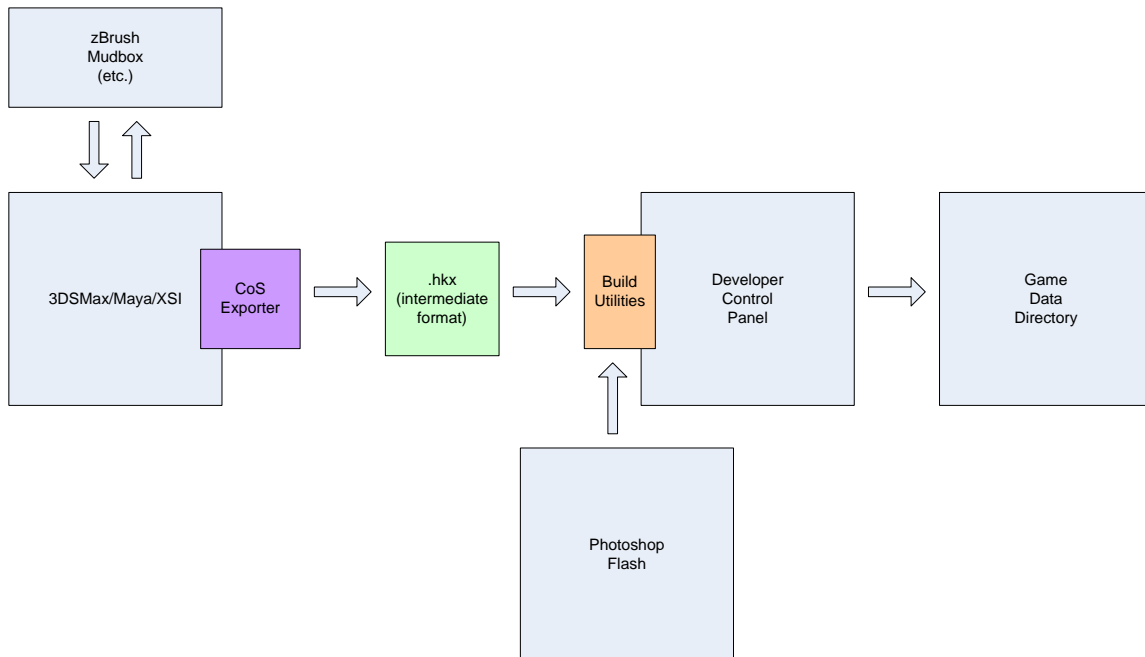 zBrush
Mudbox
(etc.)
3DSMax/Maya/XSI
CoS
Exporter
.hkx
(intermediate
format)
Build
Utilities
Developer
Control
Panel
Game
Data
Directory
Photoshop
Flash